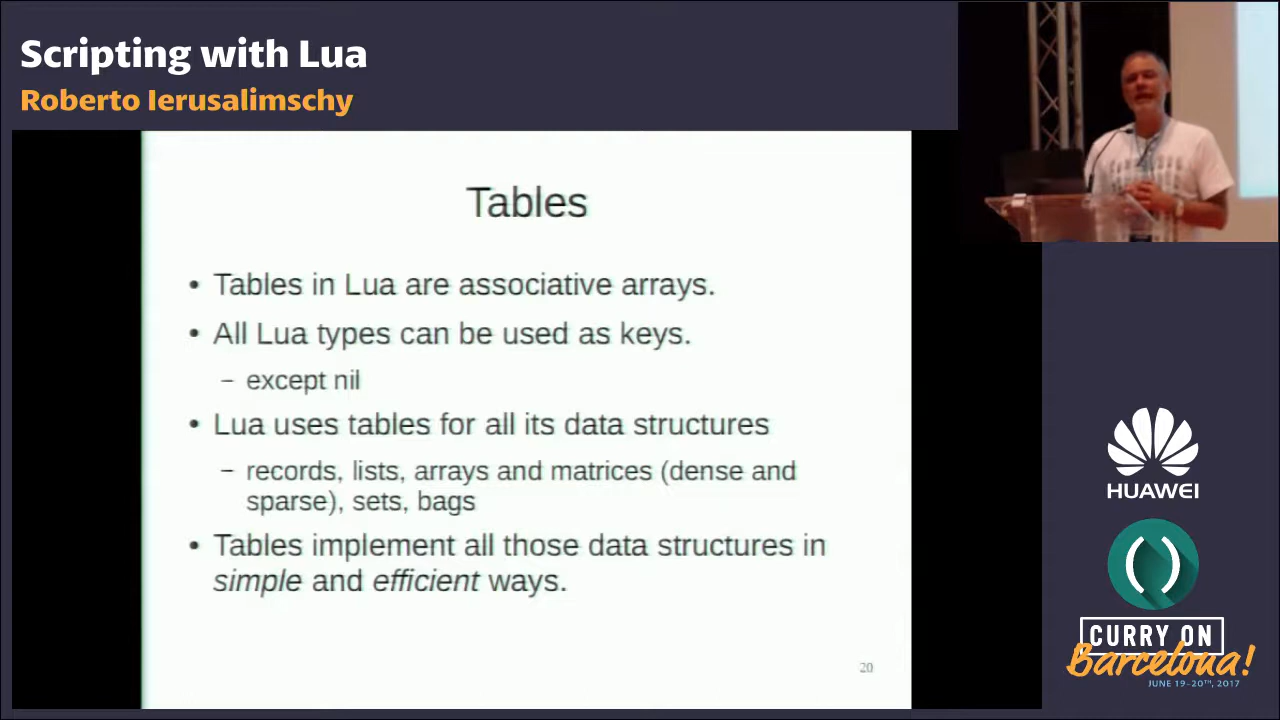 Scripting with Lua
Roberto Ierusalimschy
Tables
• Tables in Lua are associative arrays.
• All Lua types can be used as keys.
– except nil
• Lua uses tables for all its data structures
– records, lists, arrays and matrices (dense and
sparse), sets, bags
• Tables implement all those data structures in
simple and efficient ways.
20
HUAWEI
CURRY ON
Barcelona!
JUNE 19-20TH, 2017